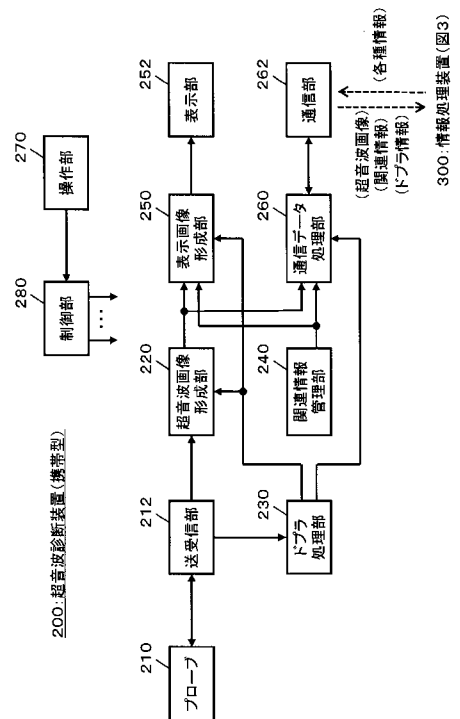 200:超音波診断装置(携帯型)
280
制御部
270
操作部
210
プローブ
212
送受信部
220
超音波画像
形成部
250
表示画像
形成部
252
表示部
230
ドプラ
処理部
240
関連情報
管理部
260
通信データ
処理部
262
通信部
(超音波画像)
(関連情報)
(ドプラ情報)
(各種情報)
300:情報処理装置(図3)